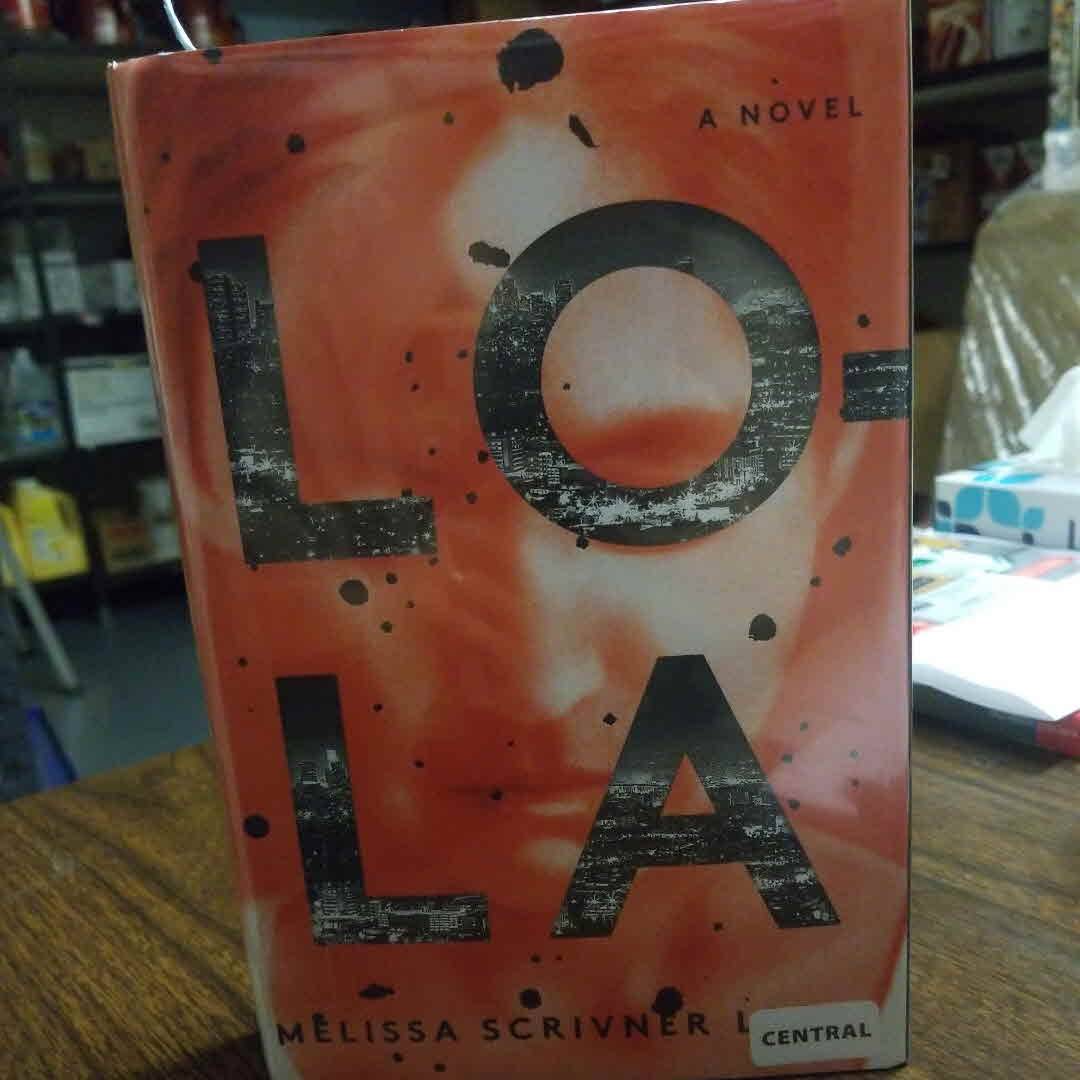 A NOVEL
LO-
LA
MELISSA SCRIVNER L
CENTRAL